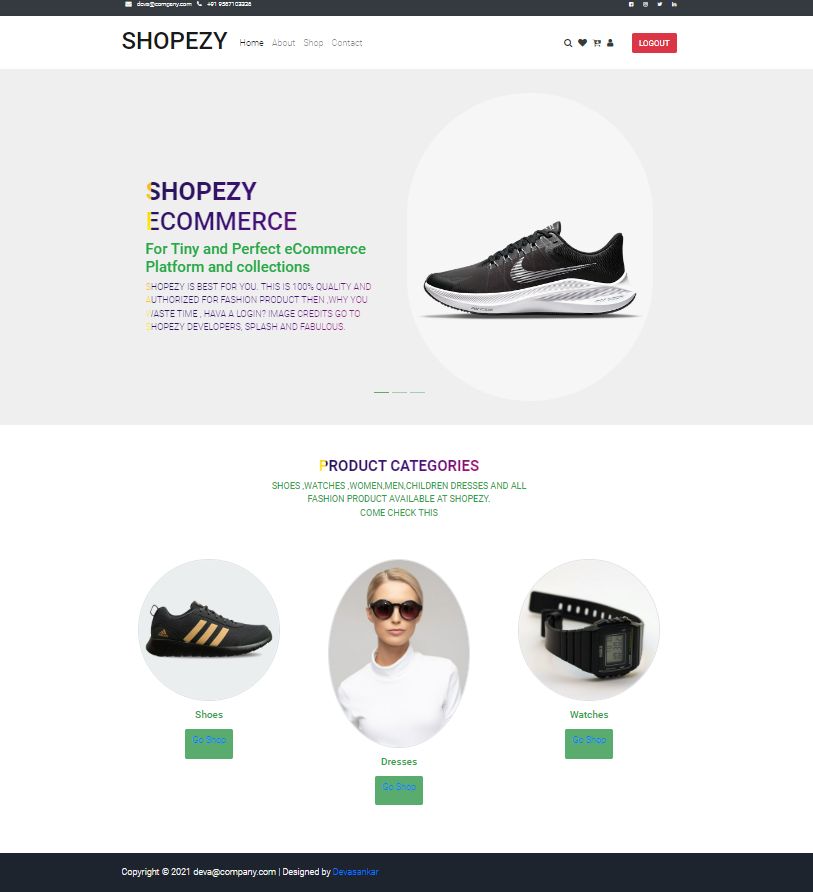 deva@company.com +91 9567103326
SHOPEZY Home About Shop Contact LOGOUT
SHOPEZY
ECOMMERCE
For Tiny and Perfect eCommerce
Platform and collections
SHOPEZY IS BEST FOR YOU. THIS IS 100% QUALITY AND
AUTHORIZED FOR FASHION PRODUCT THEN ,WHY YOU
WASTE TIME , HAVA A LOGIN? IMAGE CREDITS GO TO
SHOPEZY DEVELOPERS, SPLASH AND FABULOUS.
PRODUCT CATEGORIES
SHOES ,WATCHES ,WOMEN,MEN,CHILDREN DRESSES AND ALL
FASHION PRODUCT AVAILABLE AT SHOPEZY.
COME CHECK THIS
adidas
Shoes
Go Shop
Dresses
Go Shop
Watches
Go Shop
Copyright © 2021 deva@company.com | Designed by Devasankar